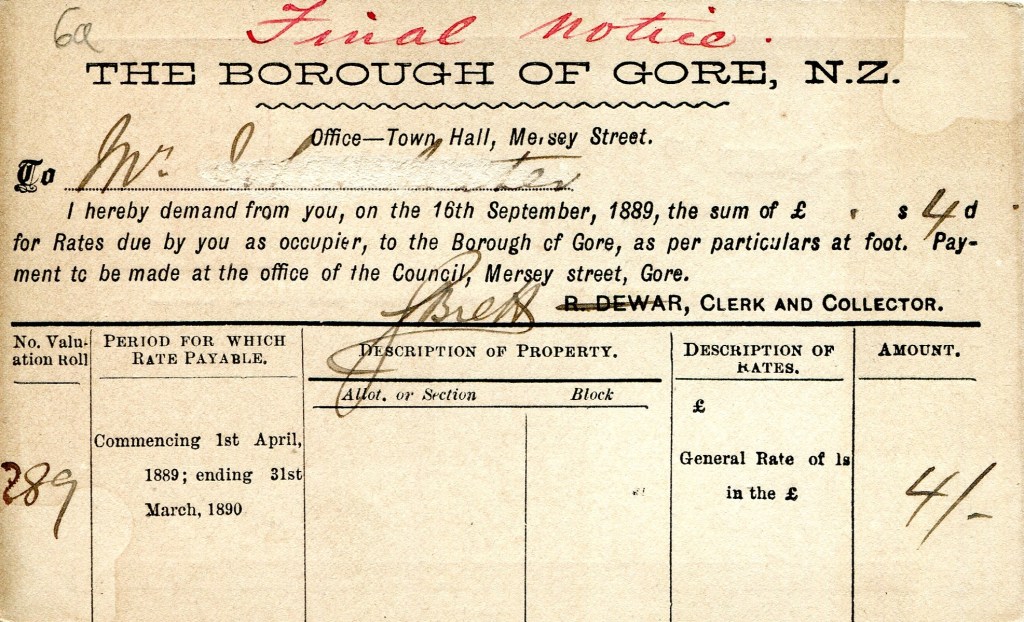 6a
Final Notice.
THE BOROUGH OF GORE, N.Z.
Office—Town Hall, Mersey Street.
To Mr.
I hereby demand from you, on the 16th September, 1889, the sum of £ . s 4 d
for Rates due by you as occupier, to the Borough of Gore, as per particulars at foot. Pay-
ment to be made at the office of the Council, Mersey street, Gore.
R. DEWAR, CLERK AND COLLECTOR.
No. Valu-
ation Roll
PERIOD FOR WHICH
RATE PAYABLE.
DESCRIPTION OF PROPERTY.
Allot. or Section Block
DESCRIPTION OF
RATES.
AMOUNT.
289
Commencing 1st April,
1889; ending 31st
March, 1890
£
General Rate of 1s
in the £
4/-